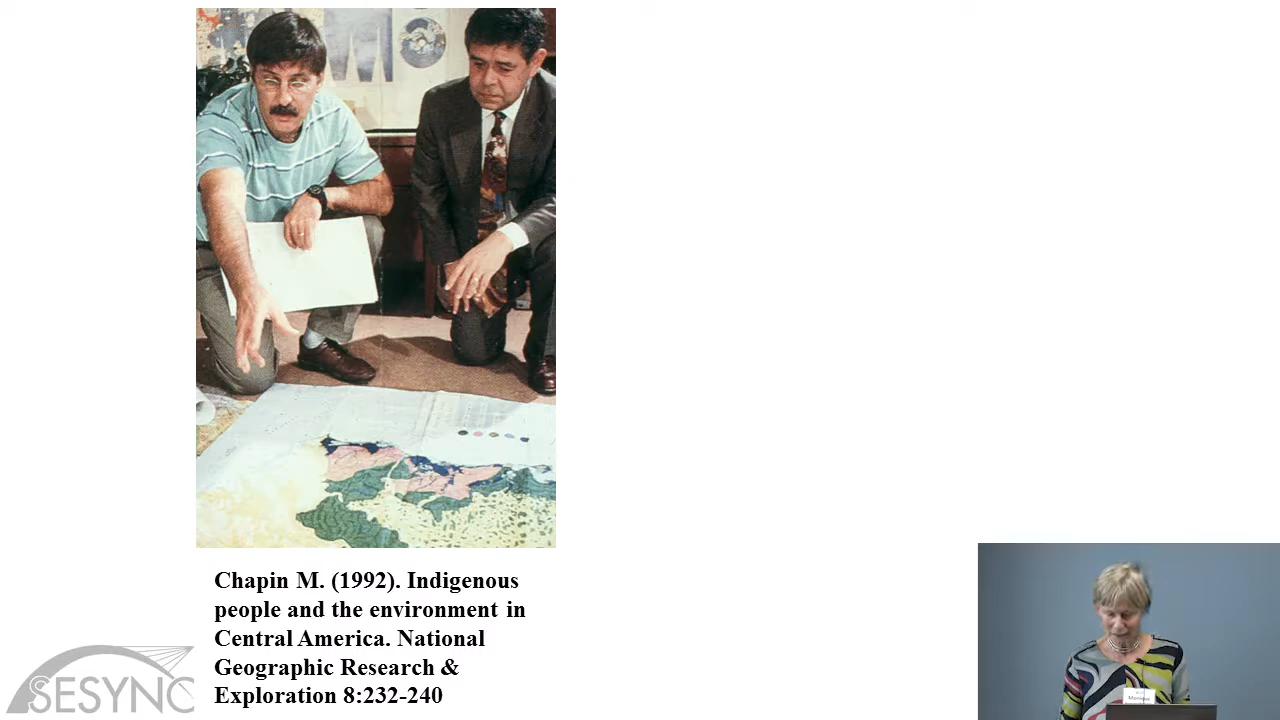 Chapin M. (1992). Indigenous
people and the environment in
Central America. National
Geographic Research &
Exploration 8:232-240
SESYNC